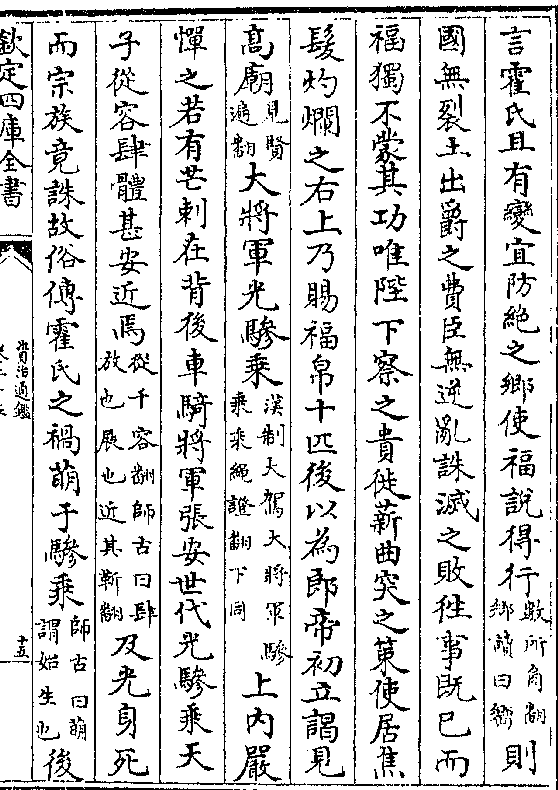 言霍氏且有變宜防絶之鄉使福說得行數所角翻鄉讀曰嚮則
國無裂土出爵之費臣無逆亂誅滅之敗徃事既已而
福獨不蒙其功唯陛下察之貴徙薪曲突之策使居焦
髮灼爛之右上乃賜福帛十匹後以為郎帝初立謁見
高廟見賢遍翻大將軍光驂乗漢制大駕大將軍驂乗乘繩證翻下同上内嚴
憚之若有芒刺在背後車騎將軍張安世代光驂乗天
子從容肆體甚安近焉從千容翻師古曰肆放也展也近其靳翻及光身死
而宗族竟誅故俗傳霍氏之禍萌于驂乗師古曰萌謂始生也後
欽定四庫全書
資治通鑑
十五